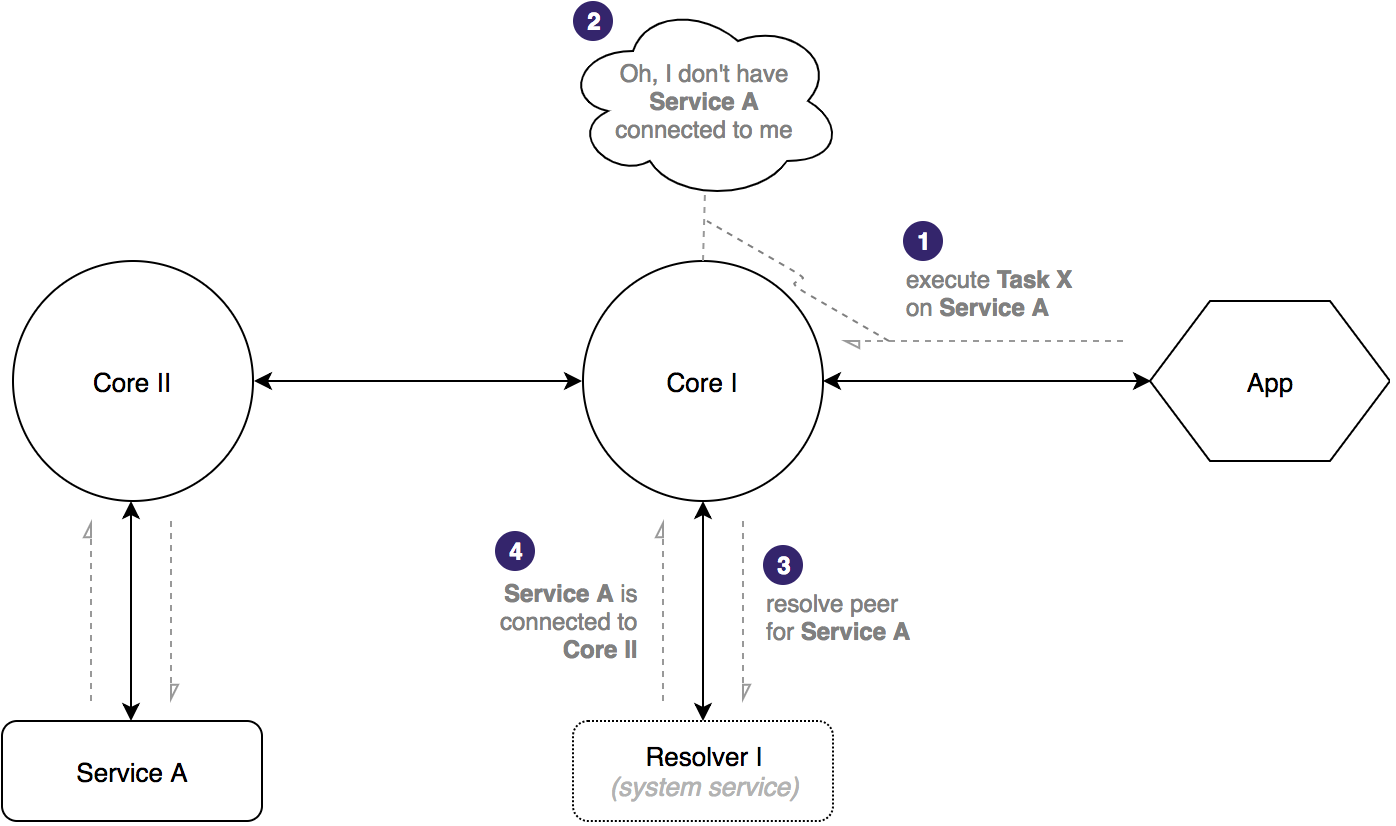 2
Oh, I don't have
Service A
connected to me
1
execute Task X
on Service A
Core II
Core I
App
4
Service A is
connected to
Core II
3
resolve peer
for Service A
Service A
Resolver I
(system service)